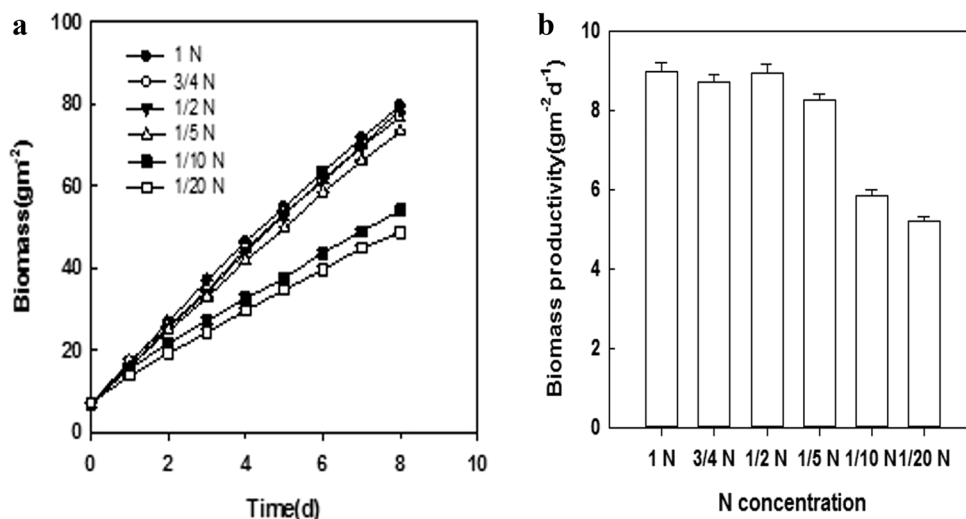 a
100
80
60
40
20
0
Biomass(gm-2)
1 N
3/4 N
1/2 N
1/5 N
1/10 N
1/20 N
0 2 4 6 8 10
Time(d)
b
10
8
6
4
2
0
Biomass productivity(gm-2d-1)
1 N 3/4 N 1/2 N 1/5 N 1/10 N 1/20 N
N concentration